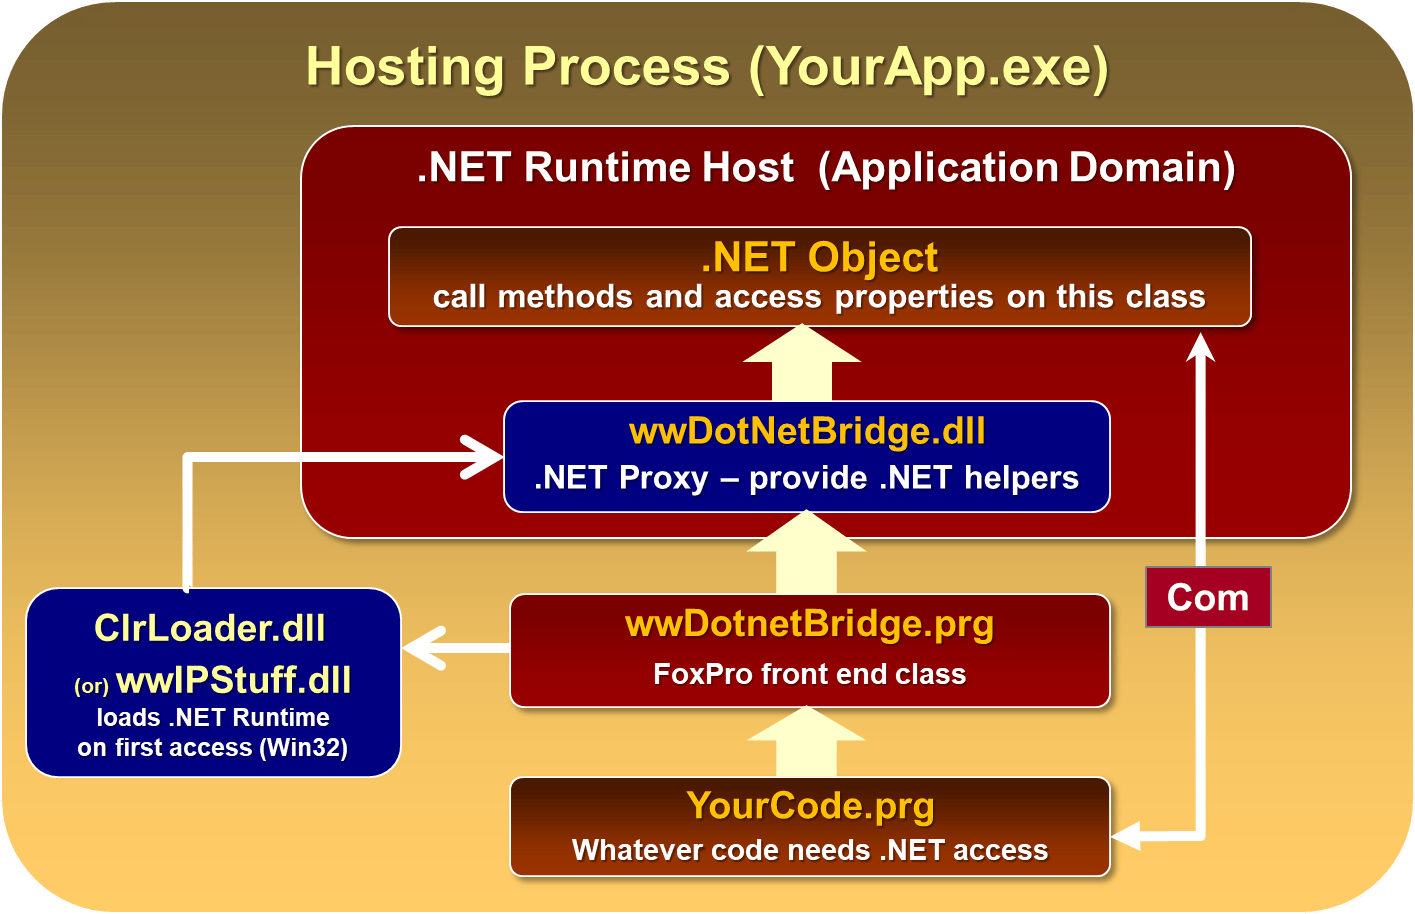 Hosting Process (YourApp.exe)
.NET Runtime Host  (Application Domain)
.NET Object
call methods and access properties on this class
wwDotNetBridge.dll
.NET Proxy – provide .NET helpers
Com
ClrLoader.dll
(or) wwIPStuff.dll
loads .NET Runtime
on first access (Win32)
wwDotnetBridge.prg
FoxPro front end class
YourCode.prg
Whatever code needs .NET access